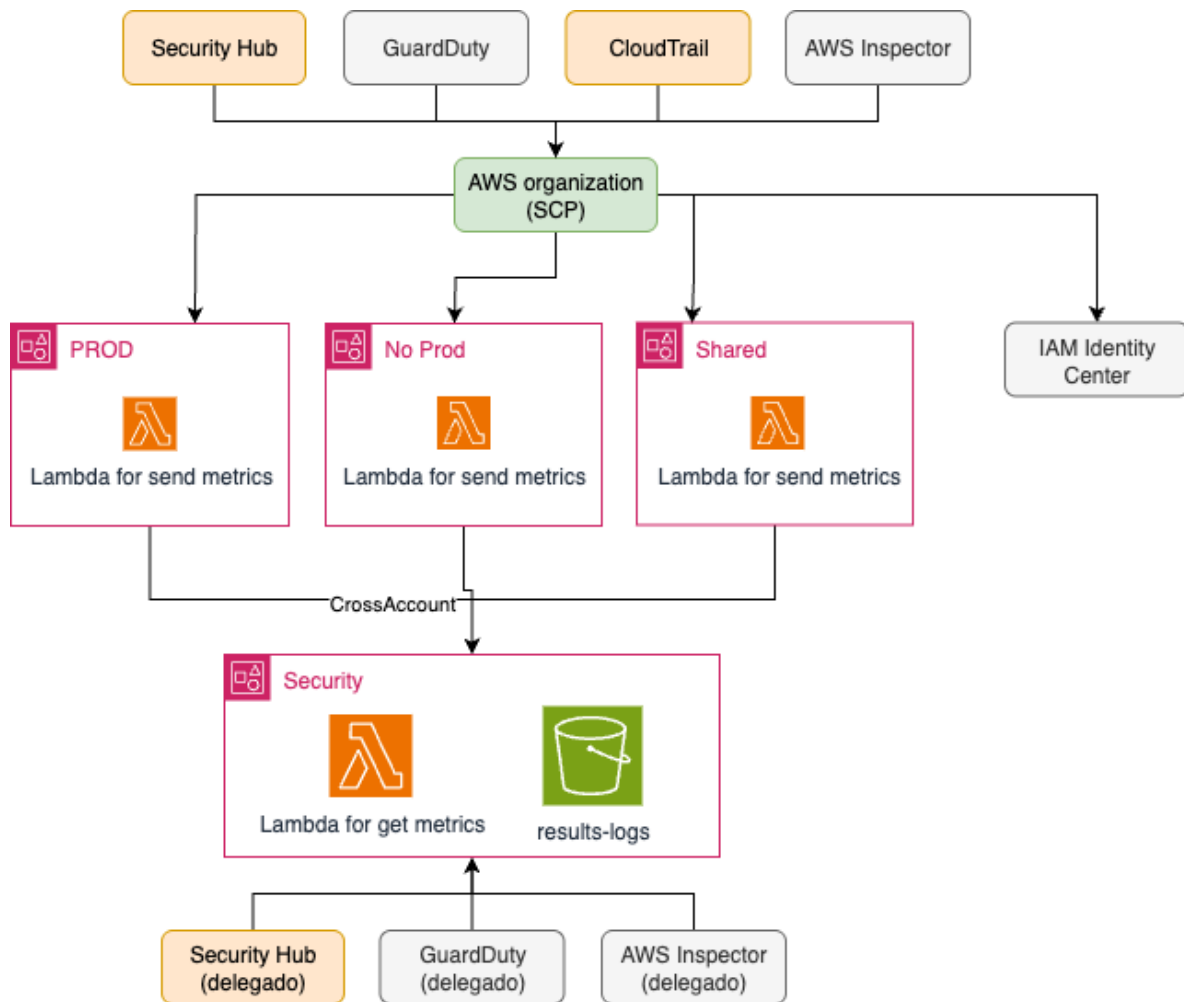 Security Hub
GuardDuty
CloudTrail
AWS Inspector
AWS organization
(SCP)
PROD
No Prod
Shared
IAM Identity
Center
Lambda for send metrics
Lambda for send metrics
Lambda for send metrics
CrossAccount
Security
Lambda for get metrics
results-logs
Security Hub
(delegado)
GuardDuty
(delegado)
AWS Inspector
(delegado)